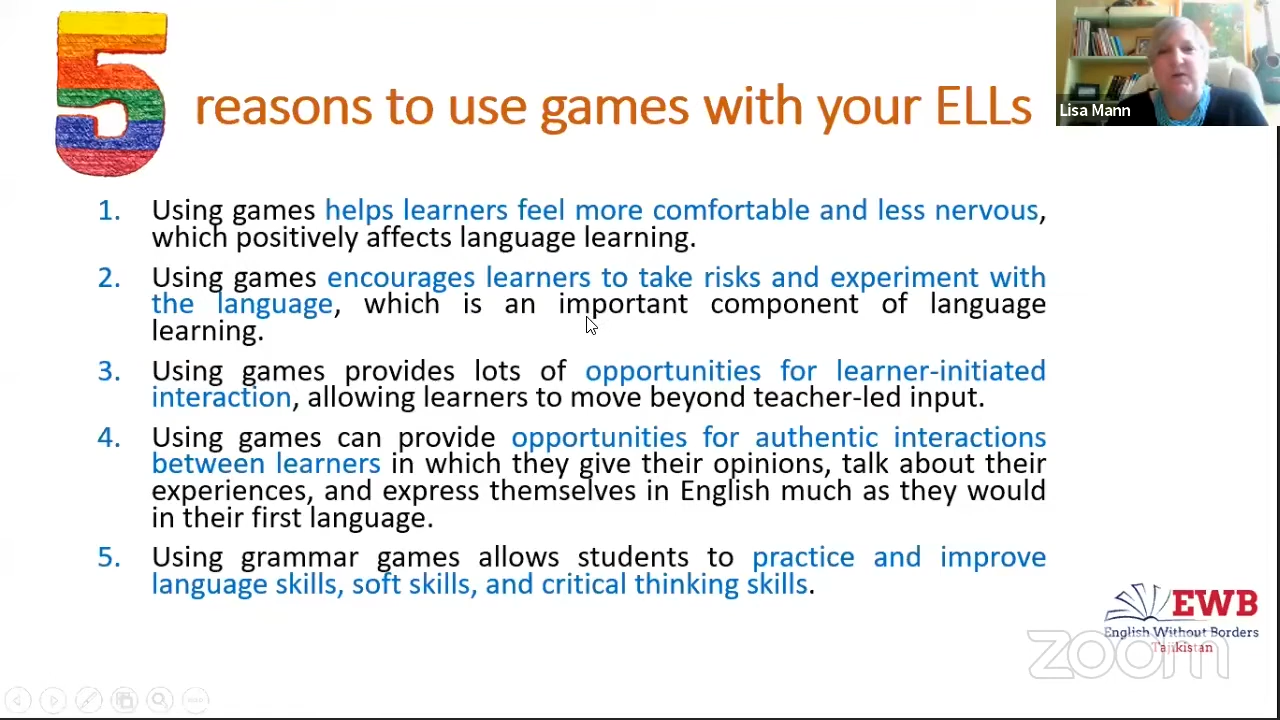 5 reasons to use games with your ELLs
Lisa Mann
1. Using games helps learners feel more comfortable and less nervous,
which positively affects language learning.
2. Using games encourages learners to take risks and experiment with
the language, which is an important component of language
learning.
3. Using games provides lots of opportunities for learner-initiated
interaction, allowing learners to move beyond teacher-led input.
4. Using games can provide opportunities for authentic interactions
between learners in which they give their opinions, talk about their
experiences, and express themselves in English much as they would
in their first language.
5. Using grammar games allows students to practice and improve
language skills, soft skills, and critical thinking skills.
EWB
English Without Borders
Tajikistan
zoom